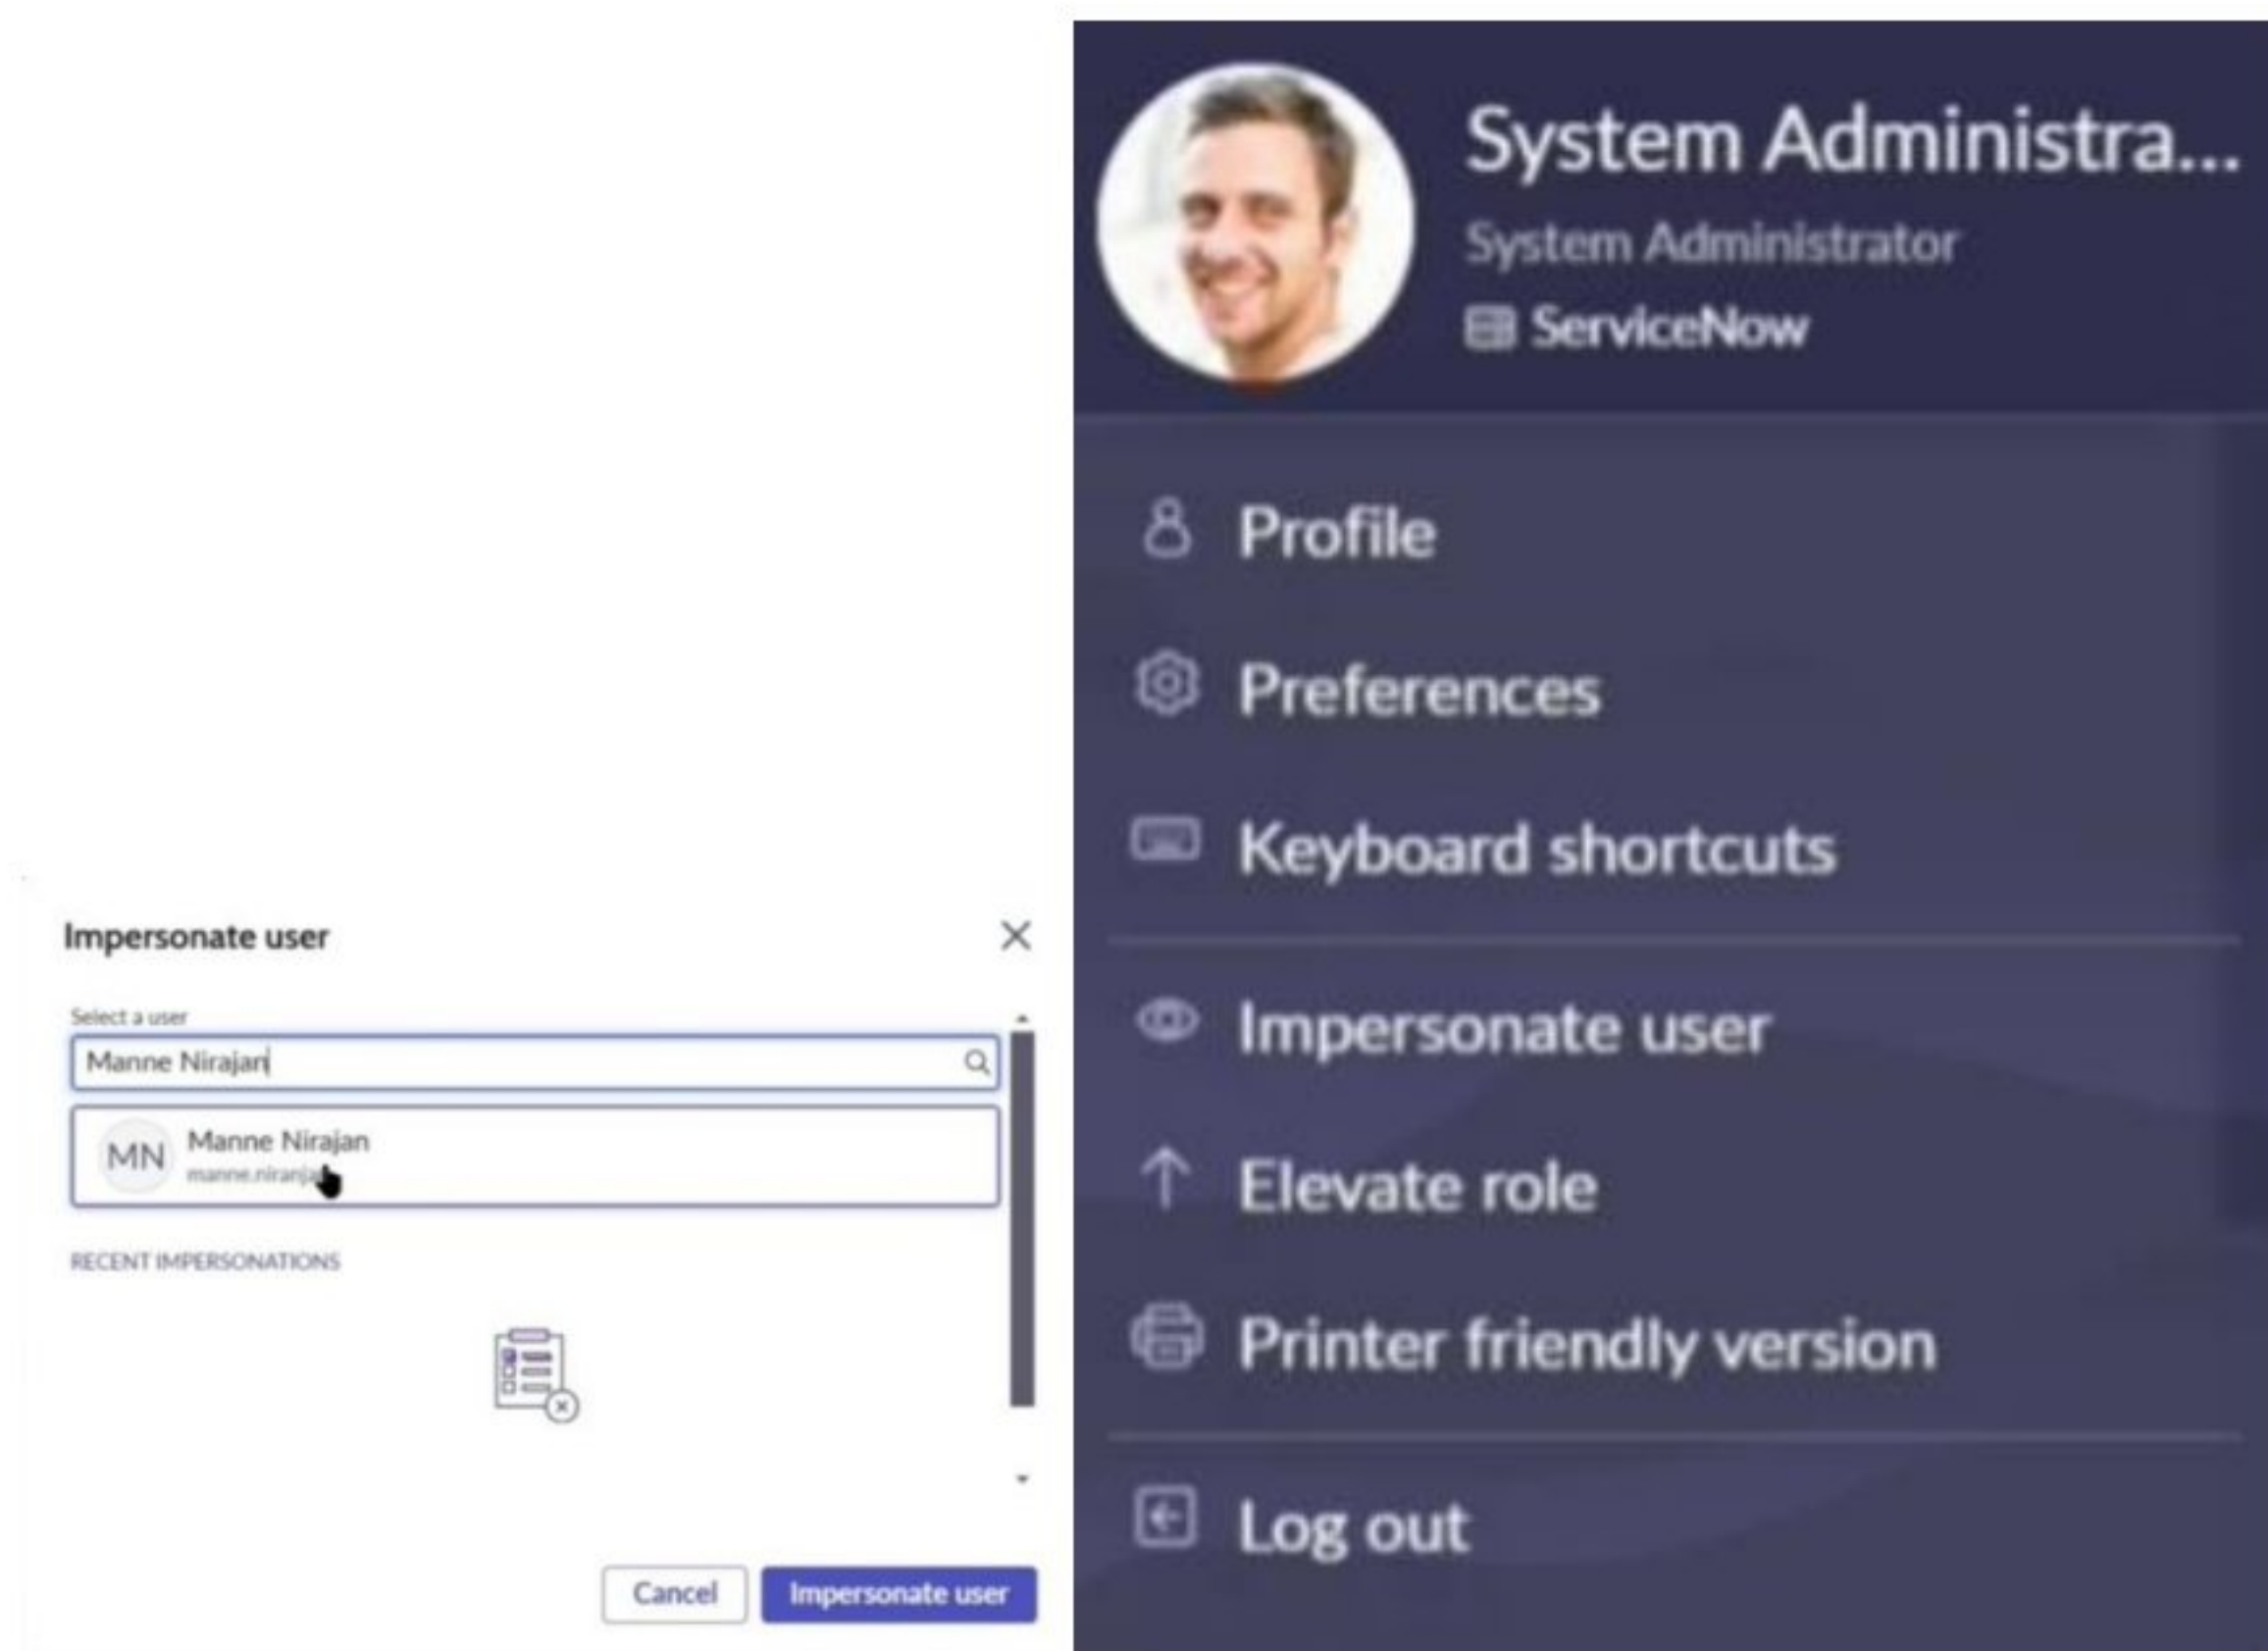 Impersonate user
Select a user
Manne Nirajan
MN
Manne Nirajan
RECENT IMPERSONATIONS
Cancel
Impersonate user
System Administra...
System Administrator
ServiceNow
Profile
Preferences
Keyboard shortcuts
Impersonate user
Elevate role
Printer friendly version
Log out